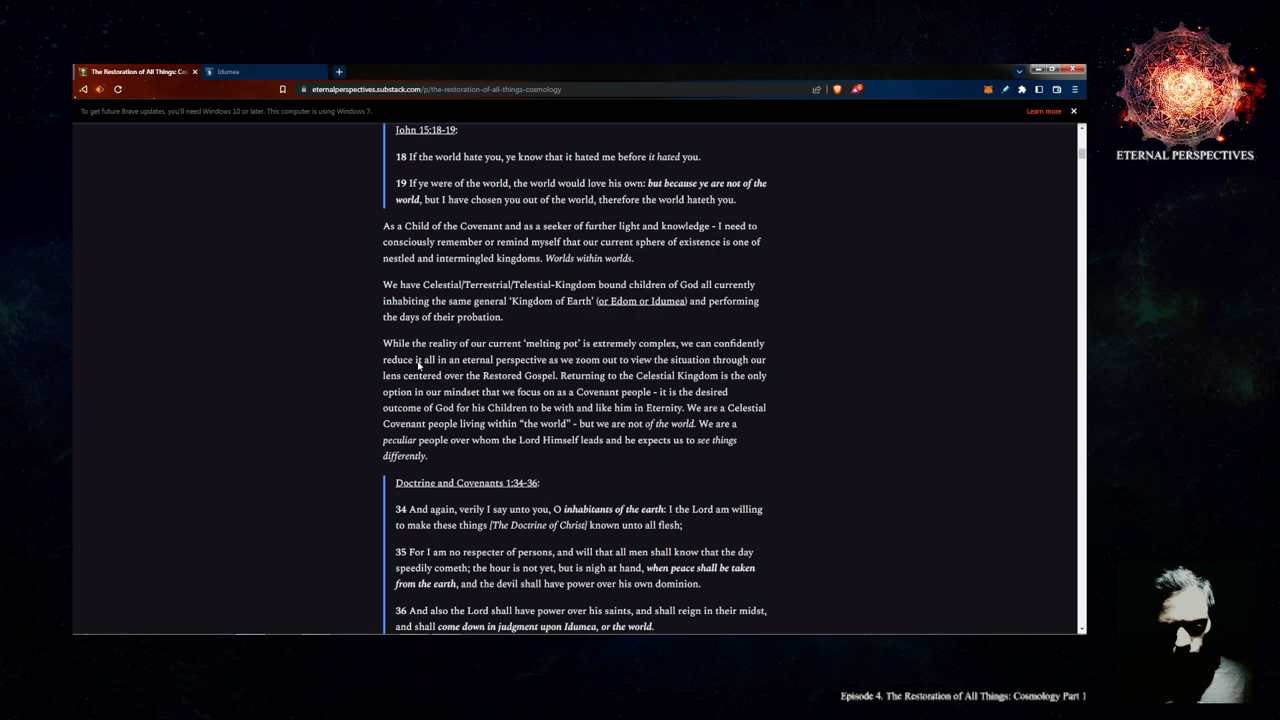 The Restoration of All Things: Co
Idumea
eternalperspectives.substack.com/p/the-restoration-of-all-things-cosmology
To get future Brave updates, you'll need Windows 10 or later. This computer is using Windows 7.
Learn more
John 15:18-19:
18 If the world hate you, ye know that it hated me before it hated you.
19 If ye were of the world, the world would love his own: but because ye are not of the
world, but I have chosen you out of the world, therefore the world hateth you.
As a Child of the Covenant and as a seeker of further light and knowledge - I need to
consciously remember or remind myself that our current sphere of existence is one of
nestled and intermingled kingdoms. Worlds within worlds.
We have Celestial/Terrestrial/Telestial-Kingdom bound children of God all currently
inhabiting the same general ‘Kingdom of Earth’ (or Edom or Idumea) and performing
the days of their probation.
While the reality of our current ‘melting pot’ is extremely complex, we can confidently
reduce it all in an eternal perspective as we zoom out to view the situation through our
lens centered over the Restored Gospel. Returning to the Celestial Kingdom is the only
option in our mindset that we focus on as a Covenant people - it is the desired
outcome of God for his Children to be with and like him in Eternity. We are a Celestial
Covenant people living within “the world” - but we are not of the world. We are a
peculiar people over whom the Lord Himself leads and he expects us to see things
differently.
Doctrine and Covenants 1:34-36:
34 And again, verily I say unto you, O inhabitants of the earth: I the Lord am willing
to make these things [The Doctrine of Christ] known unto all flesh;
35 For I am no respecter of persons, and will that all men shall know that the day
speedily cometh; the hour is not yet, but is nigh at hand, when peace shall be taken
from the earth, and the devil shall have power over his own dominion.
36 And also the Lord shall have power over his saints, and shall reign in their midst,
and shall come down in judgment upon Idumea, or the world.
ETERNAL PERSPECTIVES
Episode 4. The Restoration of All Things: Cosmology Part 1